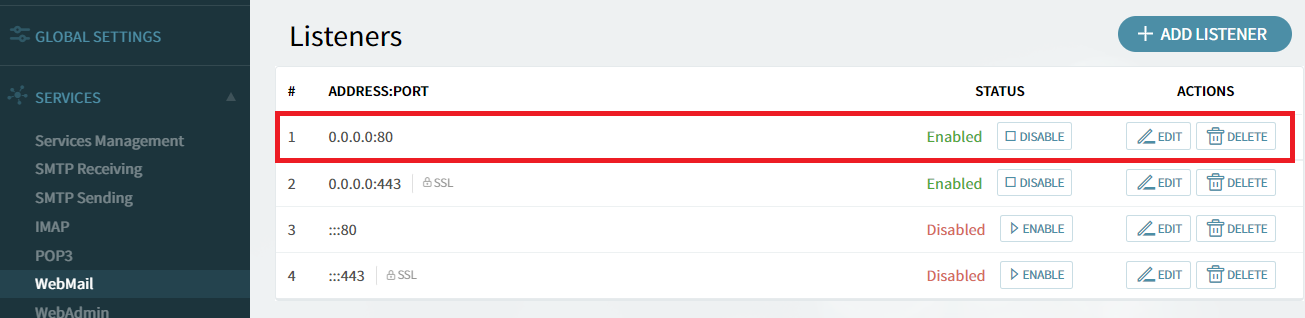 GLOBAL SETTINGS
SERVICES
Services Management
SMTP Receiving
SMTP Sending
IMAP
POP3
WebMail
WebAdmin
Listeners
ADD LISTENER
# ADDRESS:PORT STATUS ACTIONS
1 0.0.0.0:80 Enabled DISABLE EDIT DELETE
2 0.0.0.0:443 SSL Enabled DISABLE EDIT DELETE
3 :::80 Disabled ENABLE EDIT DELETE
4 :::443 SSL Disabled ENABLE EDIT DELETE